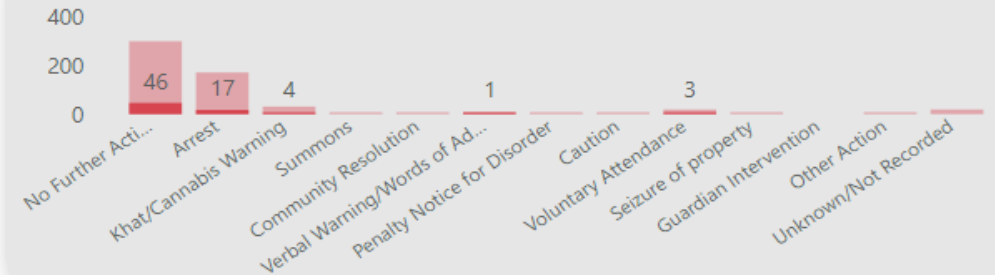 400
200
0
46
17
4
1
3
No Further Acti...
Arrest
Khat/Cannabis Warning
Summons
Community Resolution
Verbal Warning/Words of Ad...
Penalty Notice for Disorder
Caution
Voluntary Attendance
Seizure of property
Guardian Intervention
Other Action
Unknown/Not Recorded